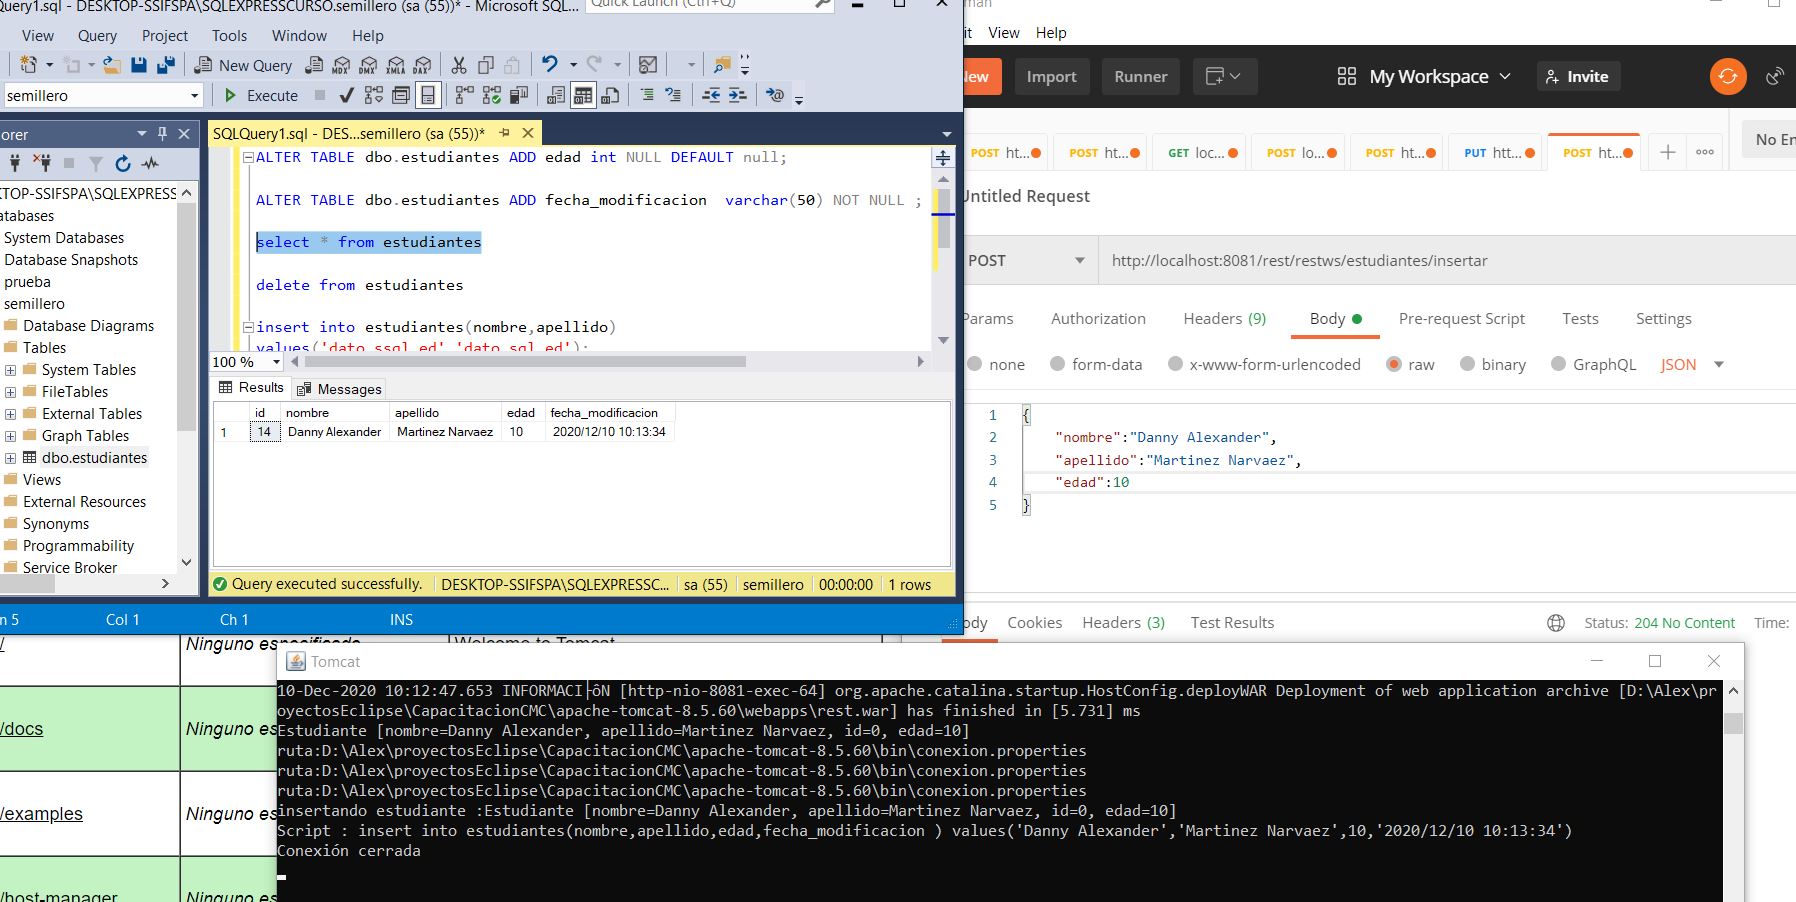 Query1.sql - DESKTOP-SSIFSPA\SQLEXPRESSCURSO.semillero (sa (55))* - Microsoft SQL...
Quick Launch (Ctrl+Q)
View Query Project Tools Window Help
New Query
MDX DMX XMLA DAX
semillero
Execute
orer
SQLQuery1.sql - DES...semillero (sa (55))*
TOP-SSIFSPA\SQLEXPRESS
atabases
System Databases
Database Snapshots
prueba
semillero
Database Diagrams
Tables
System Tables
FileTables
External Tables
Graph Tables
dbo.estudiantes
Views
External Resources
Synonyms
Programmability
Service Broker
ALTER TABLE dbo.estudiantes ADD edad int NULL DEFAULT null;
ALTER TABLE dbo.estudiantes ADD fecha_modificacion  varchar(50) NOT NULL ;
select * from estudiantes
delete from estudiantes
insert into estudiantes(nombre,apellido)
values('dato ssql ed','dato sql ed');
100 %
Results Messages
id nombre apellido edad fecha_modificacion
1 14 Danny Alexander Martinez Narvaez 10 2020/12/10 10:13:34
Query executed successfully. DESKTOP-SSIFSPA\SQLEXPRESSC... sa (55) semillero 00:00:00 1 rows
n 5 Col 1 Ch 1 INS
man
it View Help
ew Import Runner My Workspace Invite
POST ht... POST ht... GET loc... POST lo... POST ht... PUT htt... POST ht... No En
Untitled Request
POST http://localhost:8081/rest/restws/estudiantes/insertar
Params Authorization Headers (9) Body Pre-request Script Tests Settings
none form-data x-www-form-urlencoded raw binary GraphQL JSON
1 {
2 "nombre":"Danny Alexander",
3 "apellido":"Martinez Narvaez",
4 "edad":10
5 }
ody Cookies Headers (3) Test Results Status: 204 No Content Time:
/ Ninguno especificado Welcome to Tomcat
/docs Ninguno es
/examples Ninguno es
/host-manager Ninguno es
Tomcat
10-Dec-2020 10:12:47.653 INFORMACI├ôN [http-nio-8081-exec-64] org.apache.catalina.startup.HostConfig.deployWAR Deployment of web application archive [D:\Alex\pr
oyectosEclipse\CapacitacionCMC\apache-tomcat-8.5.60\webapps\rest.war] has finished in [5.731] ms
Estudiante [nombre=Danny Alexander, apellido=Martinez Narvaez, id=0, edad=10]
ruta:D:\Alex\proyectosEclipse\CapacitacionCMC\apache-tomcat-8.5.60\bin\conexion.properties
ruta:D:\Alex\proyectosEclipse\CapacitacionCMC\apache-tomcat-8.5.60\bin\conexion.properties
ruta:D:\Alex\proyectosEclipse\CapacitacionCMC\apache-tomcat-8.5.60\bin\conexion.properties
insertando estudiante :Estudiante [nombre=Danny Alexander, apellido=Martinez Narvaez, id=0, edad=10]
Script : insert into estudiantes(nombre,apellido,edad,fecha_modificacion ) values('Danny Alexander','Martinez Narvaez',10,'2020/12/10 10:13:34')
Conexión cerrada